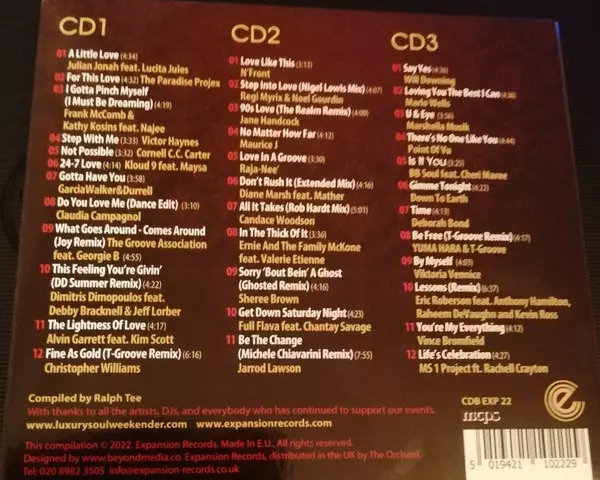 CD1
01 A Little Love (4:34)
Julian Jonah feat. Lucita Jules
02 For This Love (4:32) The Paradise Projex
03 I Gotta Pinch Myself
(I Must Be Dreaming) (4:19)
Frank McComb &
Kathy Kosins feat. Najee
04 Step With Me (3:33) Victor Haynes
05 Not Possible (3:32) Cornell C.C. Carter
06 24-7 Love (4:14) Kloud 9 feat. Maysa
07 Gotta Have You (3:58)
GarciaWalker&Durrell
08 Do You Love Me (Dance Edit) (3:10)
Claudia Campagnol
09 What Goes Around - Comes Around
(Joy Remix) The Groove Association
feat. Georgie B (4:55)
10 This Feeling You're Givin'
(DD Summer Remix) (4:22)
Dimitris Dimopoulos feat.
Debby Bracknell & Jeff Lorber
11 The Lightness Of Love (4:17)
Alvin Garrett feat. Kim Scott
12 Fine As Gold (T-Groove Remix) (6:16)
Christopher Williams
CD2
01 Love Like This (3:13)
N'Front
02 Step Into Love (Nigel Lowis Mix) (4:07)
Regi Myrix & Noel Gourdin
03 90s Love (The Realm Remix) (4:00)
Jane Handcock
04 No Matter How Far (4:12)
Maurice J
05 Love In A Groove (3:30)
Raja-Nee'
06 Don't Rush It (Extended Mix) (4:16)
Diane Marsh feat. Mather
07 All It Takes (Rob Hardt Mix) (5:01)
Candace Woodson
08 In The Thick Of It (3:36)
Ernie And The Family McKone
feat. Valerie Etienne
09 Sorry 'Bout Bein' A Ghost
(Ghosted Remix) (4:16)
Sheree Brown
10 Get Down Saturday Night (4:23)
Full Flava feat. Chantay Savage
11 Be The Change
(Michele Chiavarini Remix) (7:55)
Jarrod Lawson
CD3
01 Say Yes (4:26)
Will Downing
02 Loving You The Best I Can (4:36)
Marlo Wells
03 U & Eye (3:36)
Marshella Musik
04 There's No One Like You (4:44)
Point Of Vu
05 Is It YOU (3:25)
BB Soul feat. Cheri Maree
06 Gimme Tonight (4:22)
Down To Earth
07 Time (4:13)
Deborah Bond
08 Be Free (T-Groove Remix) (4:17)
YUMA HARA & T-Groove
09 By Myself (4:03)
Viktoria Vennice
10 Lessons (Remix) (6:37)
Eric Roberson feat. Anthony Hamilton,
Raheem DeVaughn and Kevin Ross
11 You're My Everything (4:12)
Vince Bromfield
12 Life's Celebration (4:27)
MS 1 Project ft. Rachell Crayton
Compiled by Ralph Tee
With thanks to all the artists, DJs, and everybody who has continued to support our events.
www.luxurysoulweekender.com www.expansionrecords.com
This compilation © 2022. Expansion Records. Made In E.U., All rights reserved.
Designed by www.beyondmedia.co. Expansion Records, distributed in the UK by The Orchard.
Tel: 020 8982 3505 info@expansion-records.co.uk
CDB EXP 22
mcps
5 019421 102229